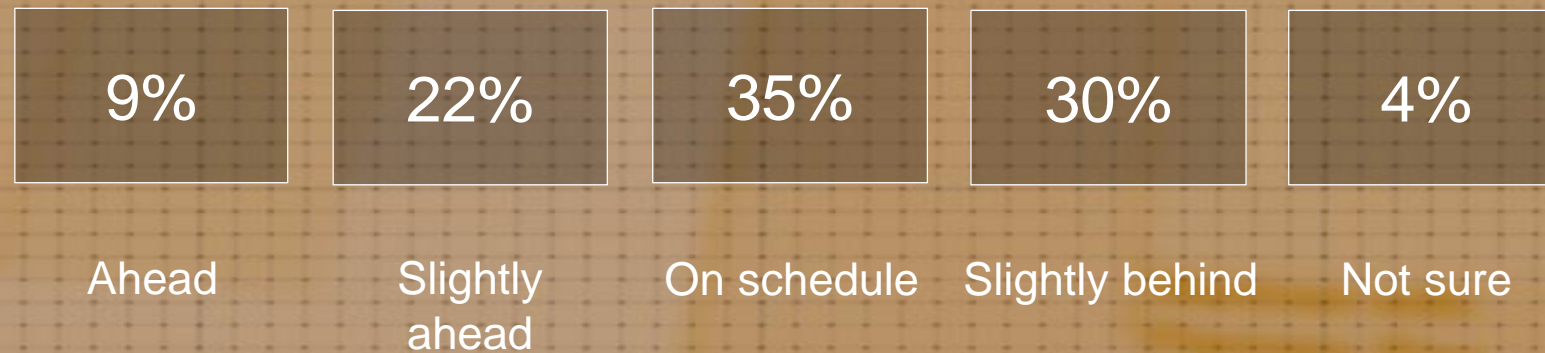 9% 22% 35% 30% 4%
Ahead Slightly ahead On schedule Slightly behind Not sure